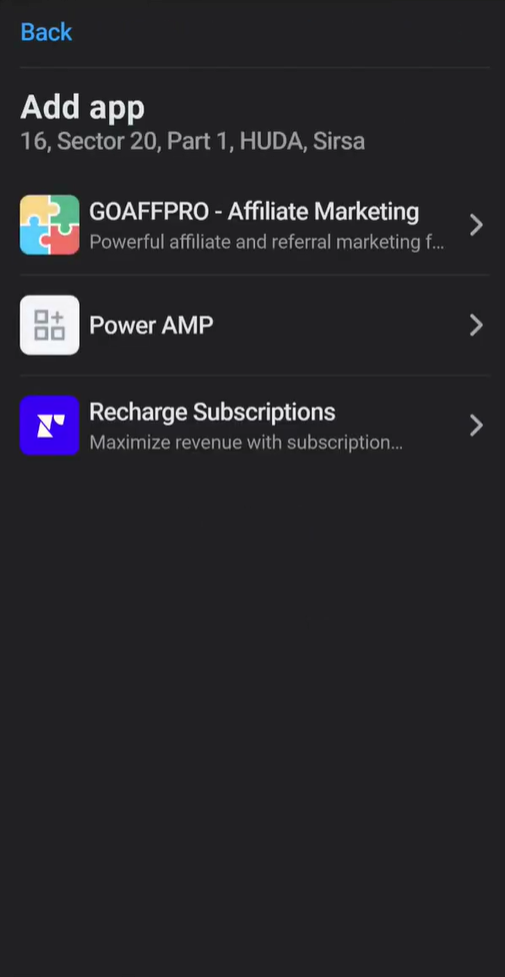 Back
Add app
16, Sector 20, Part 1, HUDA, Sirsa
GOAFFPRO - Affiliate Marketing
Powerful affiliate and referral marketing f...
Power AMP
Recharge Subscriptions
Maximize revenue with subscription...